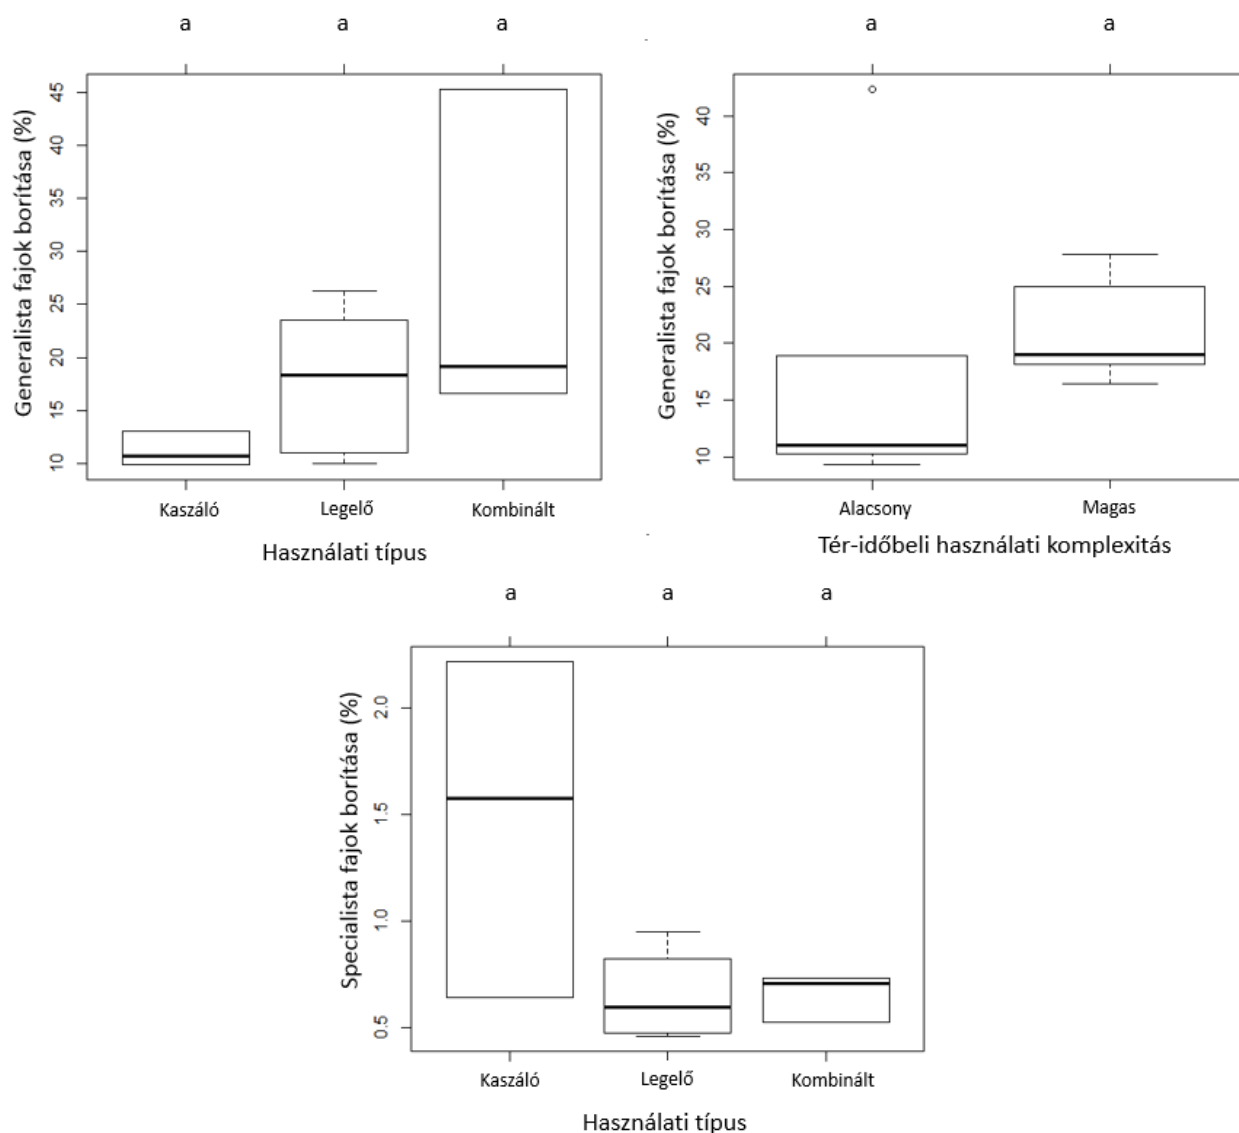 a a a
Generalista fajok borítása (%)
45
40
35
30
25
20
15
10
Kaszáló Legelő Kombinált
Használati típus
a a
Generalista fajok borítása (%)
40
35
30
25
20
15
10
Alacsony Magas
Tér-időbeli használati komplexitás
a a a
Specialista fajok borítása (%)
2.0
1.5
1.0
0.5
Kaszáló Legelő Kombinált
Használati típus